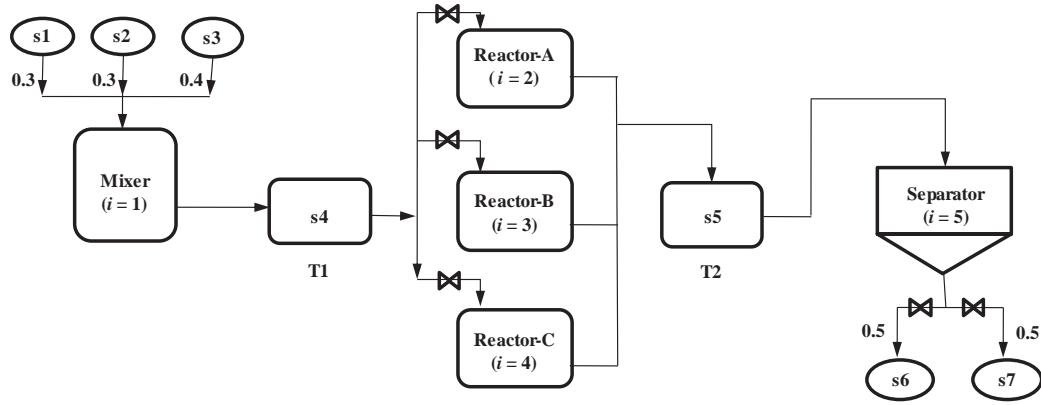 s1
s2
s3
0.3
0.3
0.4
Mixer
(i = 1)
s4
T1
Reactor-A
(i = 2)
Reactor-B
(i = 3)
Reactor-C
(i = 4)
s5
T2
Separator
(i = 5)
0.5
0.5
s6
s7